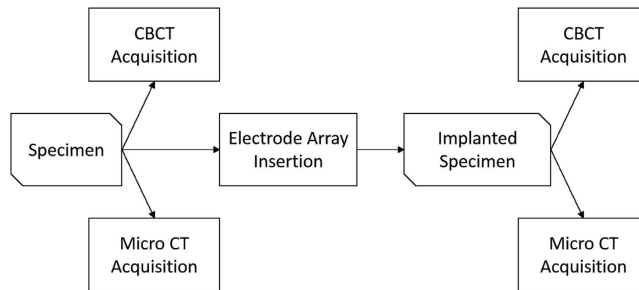 CBCT
Acquisition
CBCT
Acquisition
Specimen
Electrode Array
Insertion
Implanted
Specimen
Micro CT
Acquisition
Micro CT
Acquisition